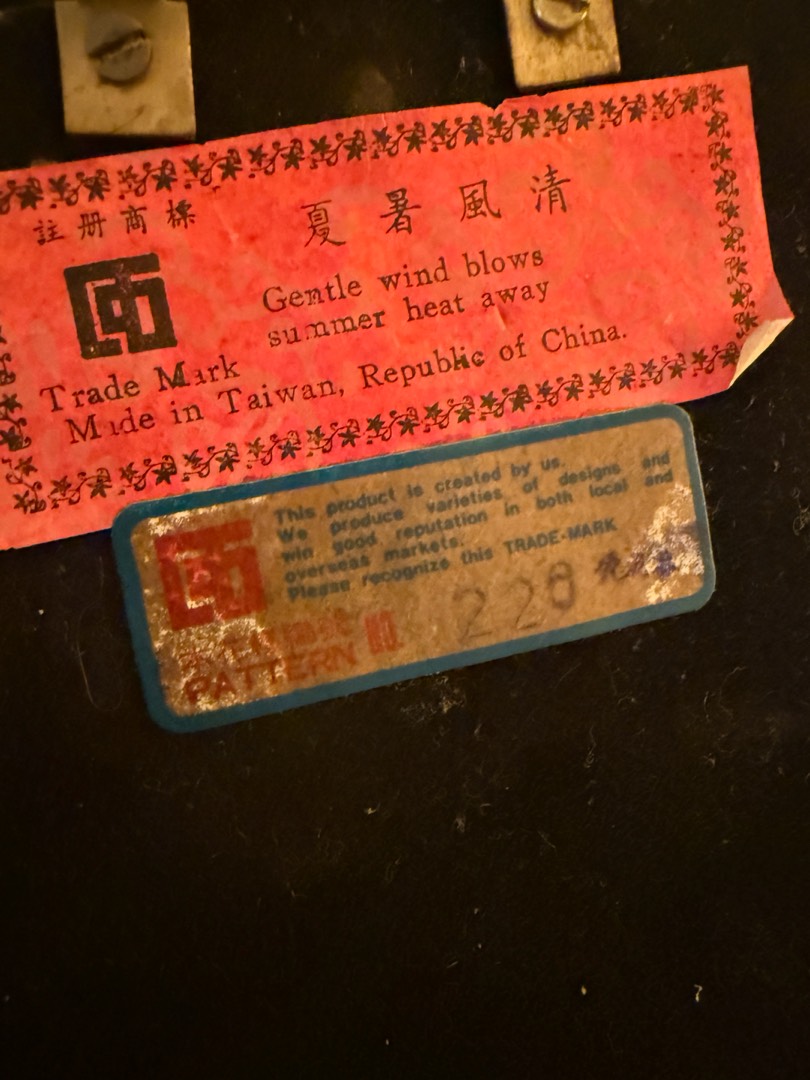 註册商標
夏暑風清
Gentle wind blows
summer heat away
Trade Mark
Made in Taiwan, Republic of China.
This product is created by us.
We produce varieties of designs and
win good reputation in both local and
overseas markets.
Please recognize this TRADE-MARK
228
PATTERN